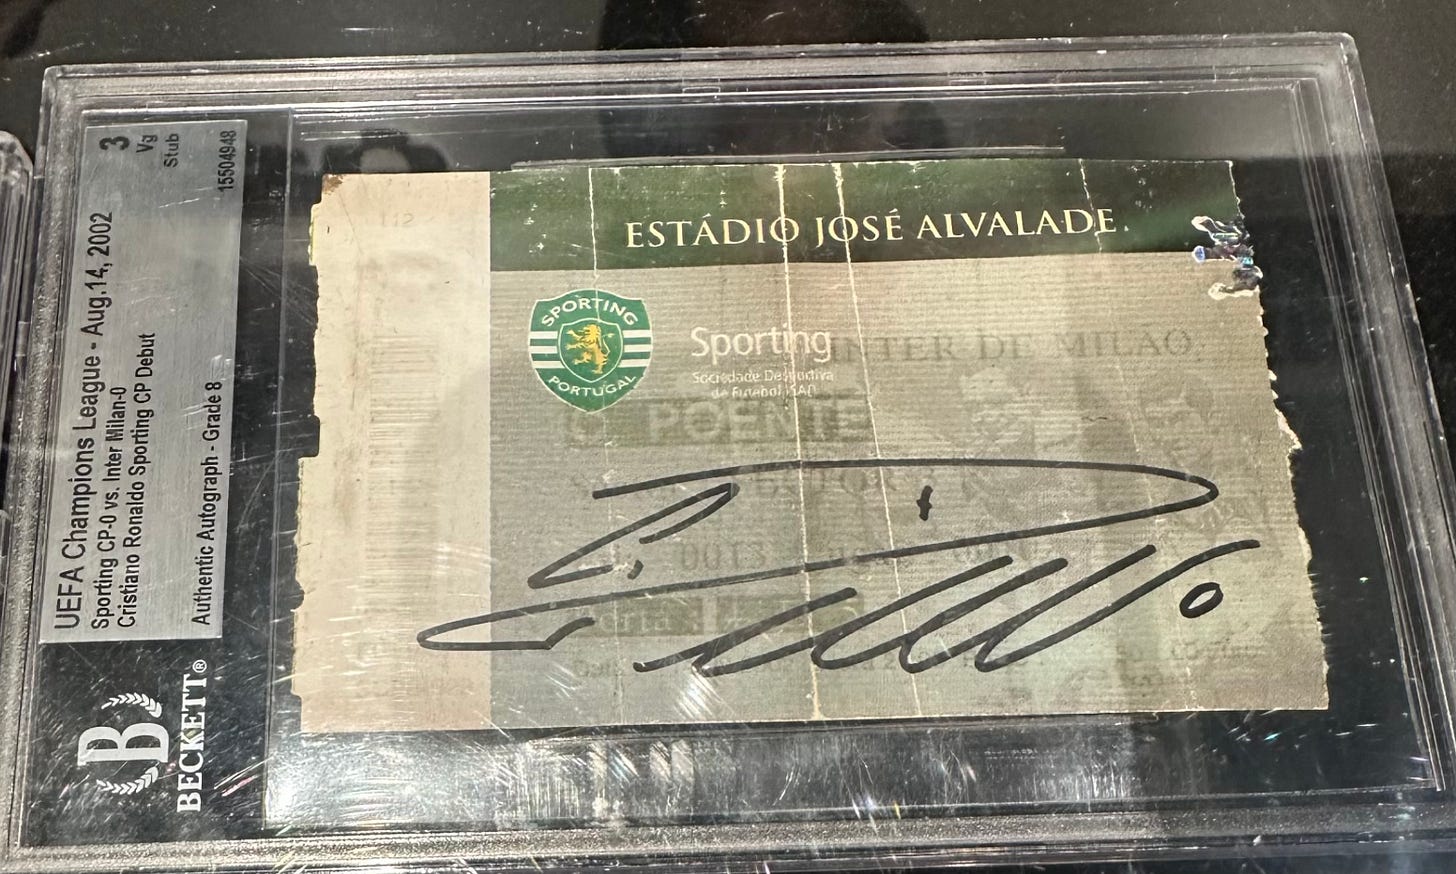 UEFA Champions League - Aug.14, 2002
Sporting CP-0 vs. Inter Milan-0
Cristiano Ronaldo Sporting CP Debut
Authentic Autograph - Grade 8
3
Vg
Stub
15504948
B
BECKETT®
112
ESTÁDIO JOSÉ ALVALADE
SPORTING
PORTUGAL
Sporting
Sociedade Desportiva
de Futebol SAD
INTER DE MILÃO
POENTE